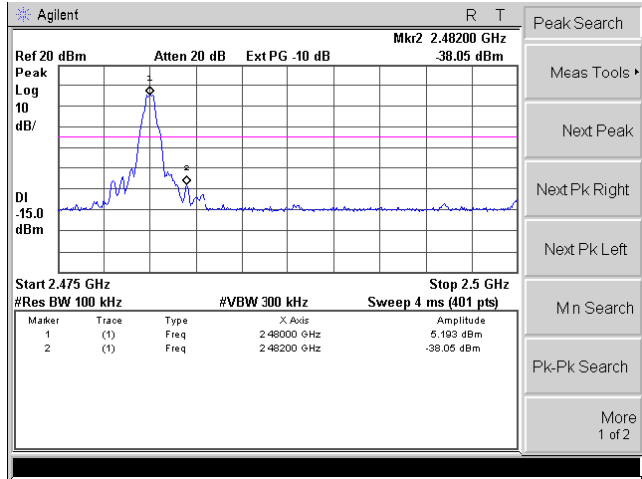 Agilent R T
Peak Search
Mkr2 2.48200 GHz
Ref 20 dBm Atten 20 dB Ext PG -10 dB -38.05 dBm
Peak
Log
10
dB/
1
2
DI
-15.0
dBm
Start 2.475 GHz Stop 2.5 GHz
#Res BW 100 kHz #VBW 300 kHz Sweep 4 ms (401 pts)
Marker Trace Type X Axis Amplitude
1 (1) Freq 2.48000 GHz 5.193 dBm
2 (1) Freq 2.48200 GHz -38.05 dBm
Meas Tools
Next Peak
Next Pk Right
Next Pk Left
Min Search
Pk-Pk Search
More
1 of 2